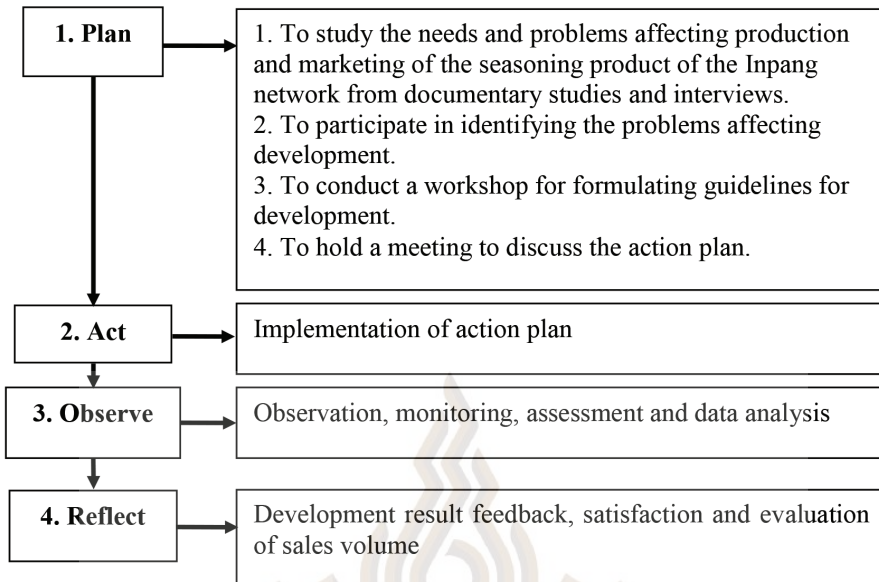 1. Plan
1. To study the needs and problems affecting production
and marketing of the seasoning product of the Inpang
network from documentary studies and interviews.
2. To participate in identifying the problems affecting
development.
3. To conduct a workshop for formulating guidelines for
development.
4. To hold a meeting to discuss the action plan.
2. Act
Implementation of action plan
3. Observe
Observation, monitoring, assessment and data analysis
4. Reflect
Development result feedback, satisfaction and evaluation
of sales volume